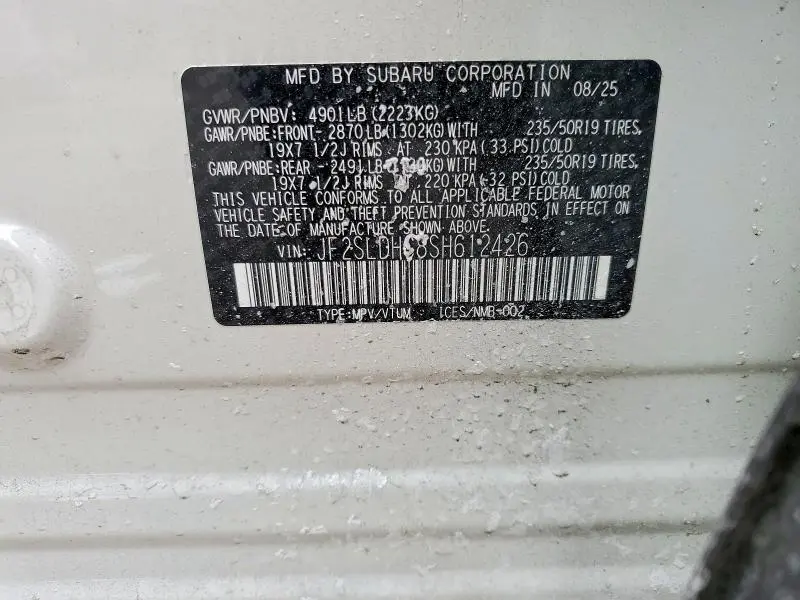 MFD BY SUBARU CORPORATION
MFD IN 08/25
GVWR/PNBV: 4901LB (2223KG)
GAWR/PNBE:FRONT- 2870LB(1302KG) WITH 235/50R19 TIRES,
19X7 1/2J RIMS AT 230 KPA ( 33 PSI) COLD
GAWR/PNBE:REAR - 2491LB WITH 235/50R19 TIRES,
19X7 1/2J RIMS 220 KPA ( 32 PSI) COLD
THIS VEHICLE CONFORMS TO ALL APPLICABLE FEDERAL MOTOR
VEHICLE SAFETY AND THEFT PREVENTION STANDARDS IN EFFECT ON
THE DATE OF MANUFACTURE SHOWN ABOVE.
VIN:
TYPE:MPV/VTUM ICES/NMB-002